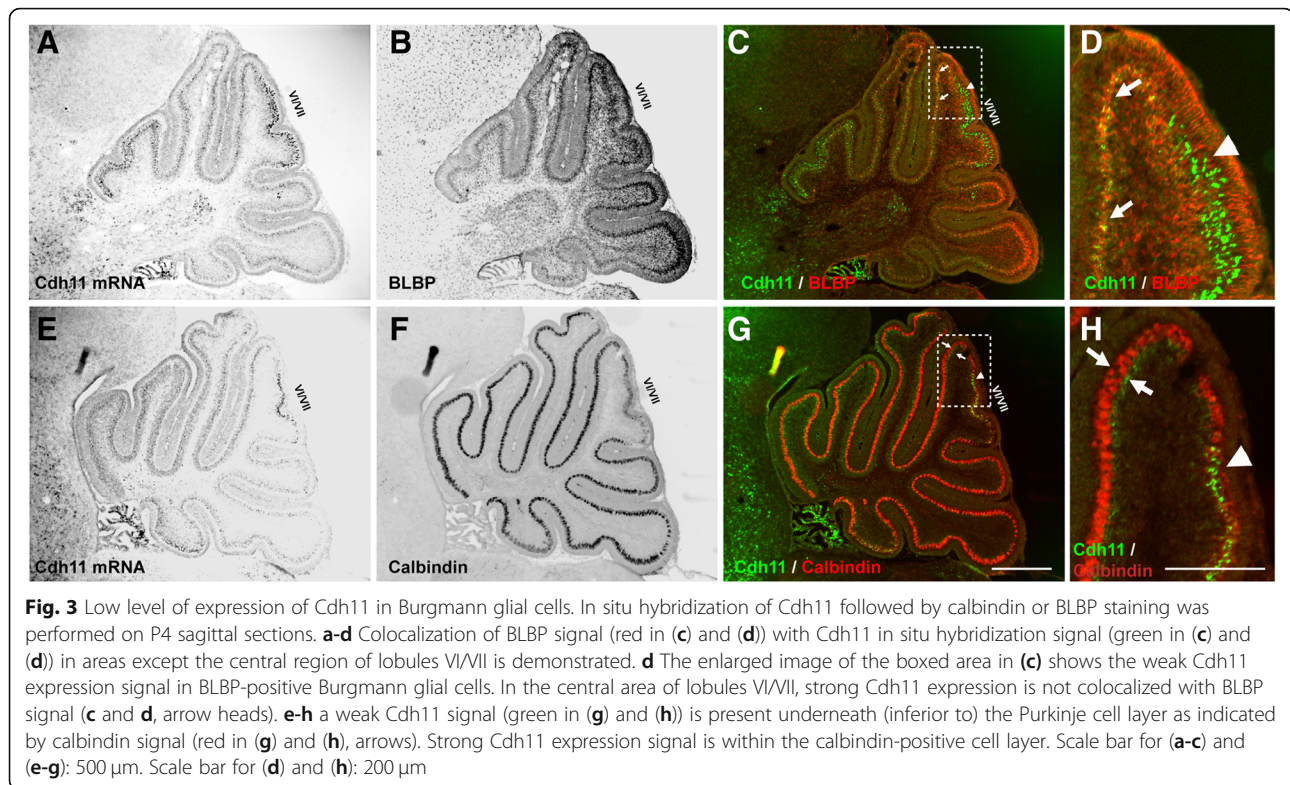 A
B
C
D
VI/VII
VI/VII
VI/VII
Cdh11 mRNA
BLBP
Cdh11 / BLBP
Cdh11 / BLBP
E
F
G
H
VI/VII
VI/VII
VI/VII
Cdh11 mRNA
Calbindin
Cdh11 / Calbindin
Cdh11 /
Calbindin
Fig. 3 Low level of expression of Cdh11 in Burgmann glial cells. In situ hybridization of Cdh11 followed by calbindin or BLBP staining was
performed on P4 sagittal sections. a-d Colocalization of BLBP signal (red in (c) and (d)) with Cdh11 in situ hybridization signal (green in (c) and
(d)) in areas except the central region of lobules VI/VII is demonstrated. d The enlarged image of the boxed area in (c) shows the weak Cdh11
expression signal in BLBP-positive Burgmann glial cells. In the central area of lobules VI/VII, strong Cdh11 expression is not colocalized with BLBP
signal (c and d, arrow heads). e-h a weak Cdh11 signal (green in (g) and (h)) is present underneath (inferior to) the Purkinje cell layer as indicated
by calbindin signal (red in (g) and (h), arrows). Strong Cdh11 expression signal is within the calbindin-positive cell layer. Scale bar for (a-c) and
(e-g): 500 μm. Scale bar for (d) and (h): 200 μm